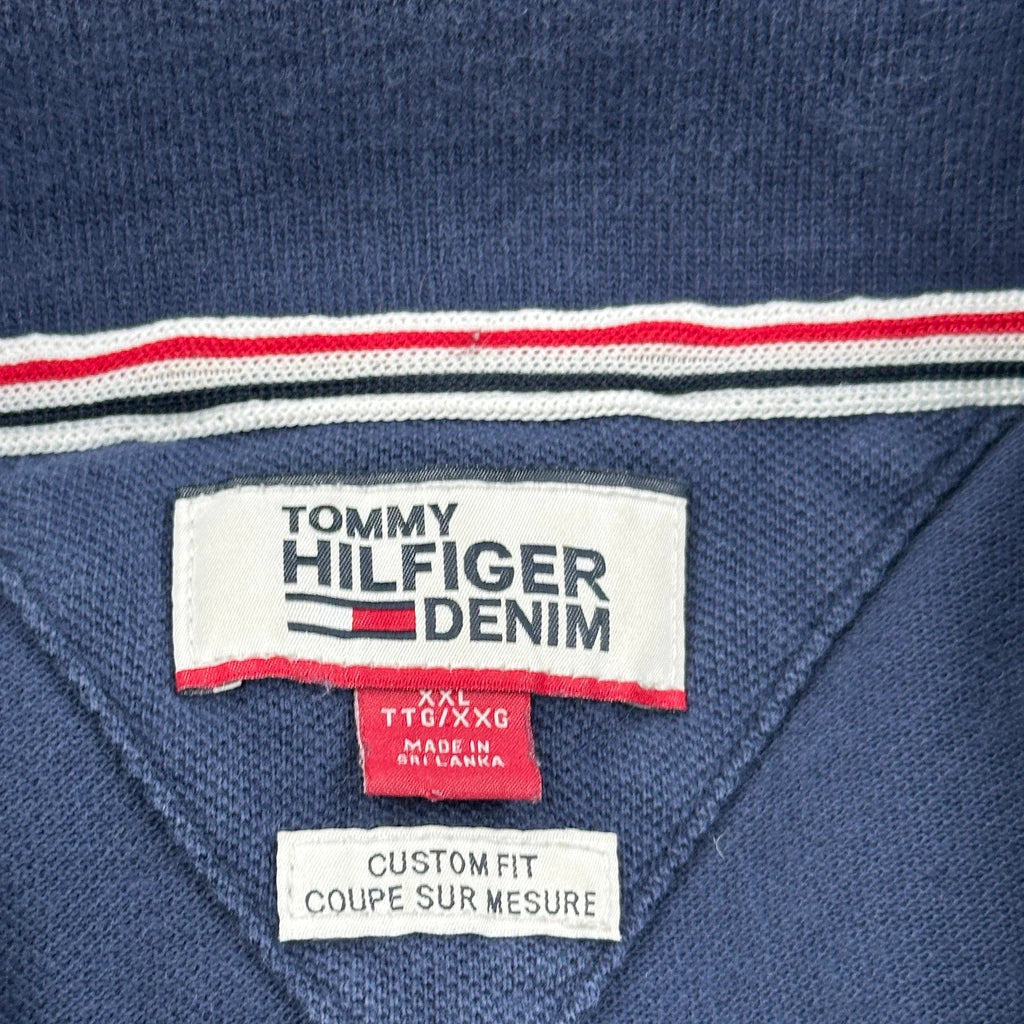 TOMMY
HILFIGER
DENIM
XXL
TTG/XXG
MADE IN
SRI LANKA
CUSTOM FIT
COUPE SUR MESURE